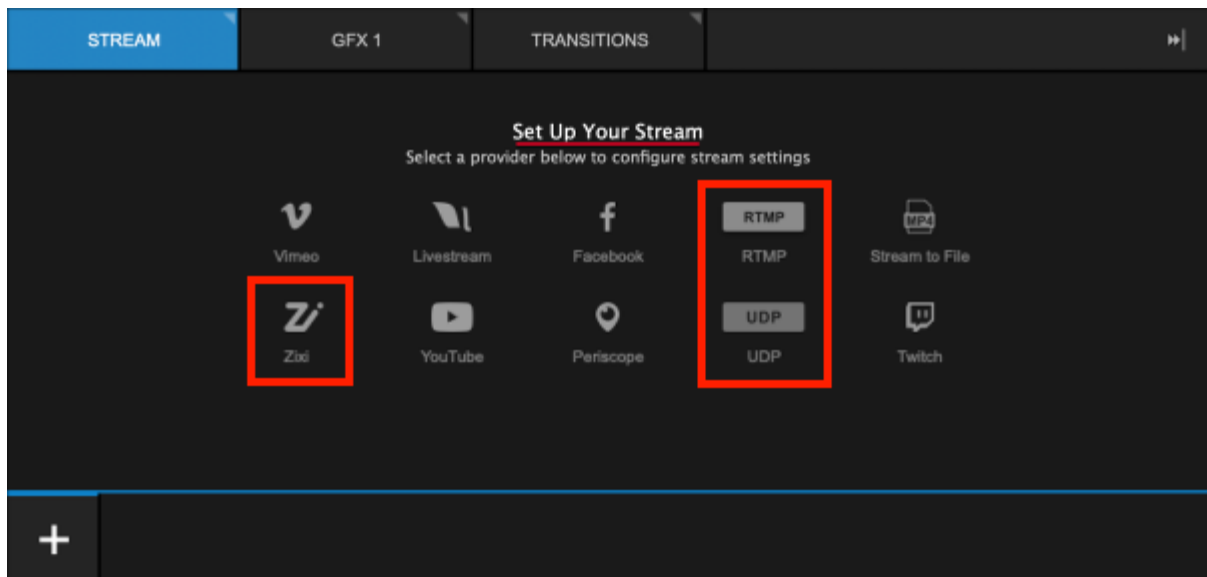 STREAM GFX 1 TRANSITIONS
Set Up Your Stream
Select a provider below to configure stream settings
RTMP MP4
Vimeo Livestream Facebook RTMP Stream to File
UDP
Zixi YouTube Periscope UDP Twitch